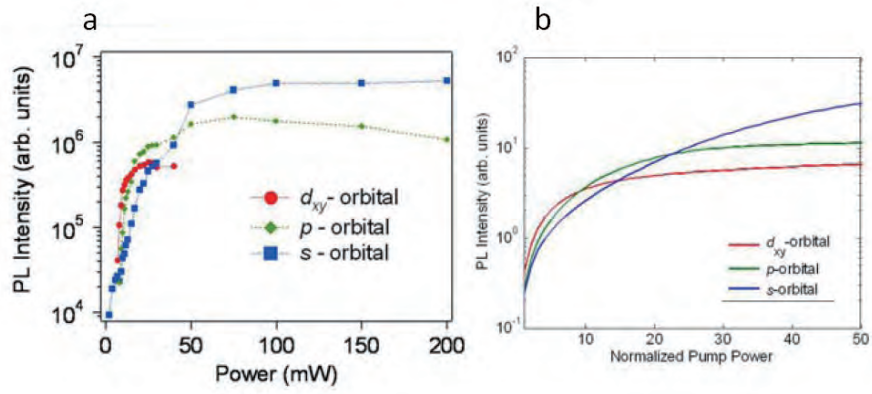 a
b
PL Intensity (arb. units)
10⁷
10⁶
10⁵
10⁴
0
50
100
150
200
Power (mW)
dxy- orbital
p - orbital
s - orbital
PL Intensity (arb. units)
10²
10¹
10⁰
10⁻¹
10
20
30
40
50
Normalized Pump Power
dxy-orbital
p-orbital
s-orbital